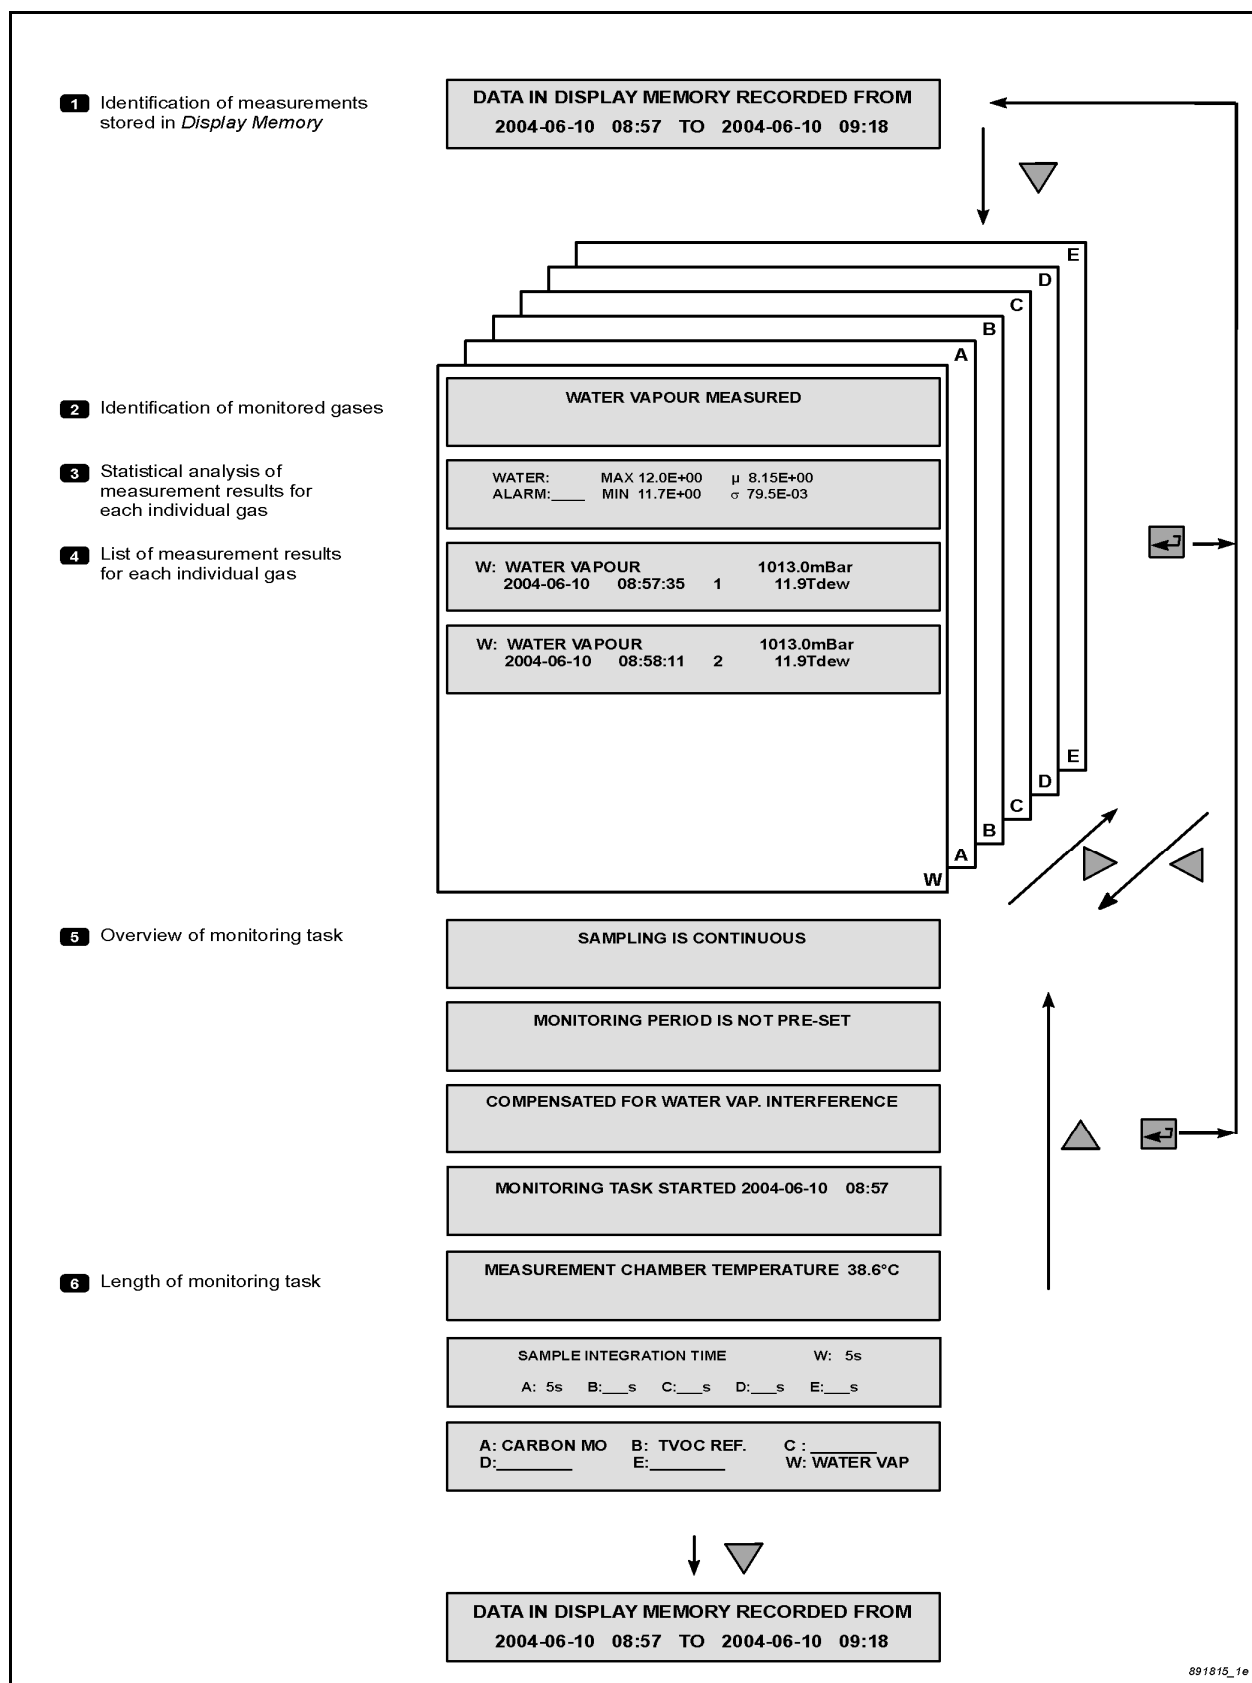 1 Identification of measurements
stored in Display Memory
DATA IN DISPLAY MEMORY RECORDED FROM
2004-06-10 08:57 TO 2004-06-10 09:18
E
D
C
B
A
2 Identification of monitored gases
WATER VAPOUR MEASURED
3 Statistical analysis of
measurement results for
each individual gas
WATER: MAX 12.0E+00 µ 8.15E+00
ALARM:____ MIN 11.7E+00 σ 79.5E-03
4 List of measurement results
for each individual gas
W: WATER VAPOUR 1013.0mBar
2004-06-10 08:57:35 1 11.9Tdew
W: WATER VAPOUR 1013.0mBar
2004-06-10 08:58:11 2 11.9Tdew
E
D
C
B
A
W
5 Overview of monitoring task
SAMPLING IS CONTINUOUS
MONITORING PERIOD IS NOT PRE-SET
COMPENSATED FOR WATER VAP. INTERFERENCE
MONITORING TASK STARTED 2004-06-10 08:57
6 Length of monitoring task
MEASUREMENT CHAMBER TEMPERATURE 38.6°C
SAMPLE INTEGRATION TIME W: 5s
A: 5s B:___s C:___s D:___s E:___s
A: CARBON MO B: TVOC REF. C : _______
D:________ E:________ W: WATER VAP
DATA IN DISPLAY MEMORY RECORDED FROM
2004-06-10 08:57 TO 2004-06-10 09:18
891815_1e